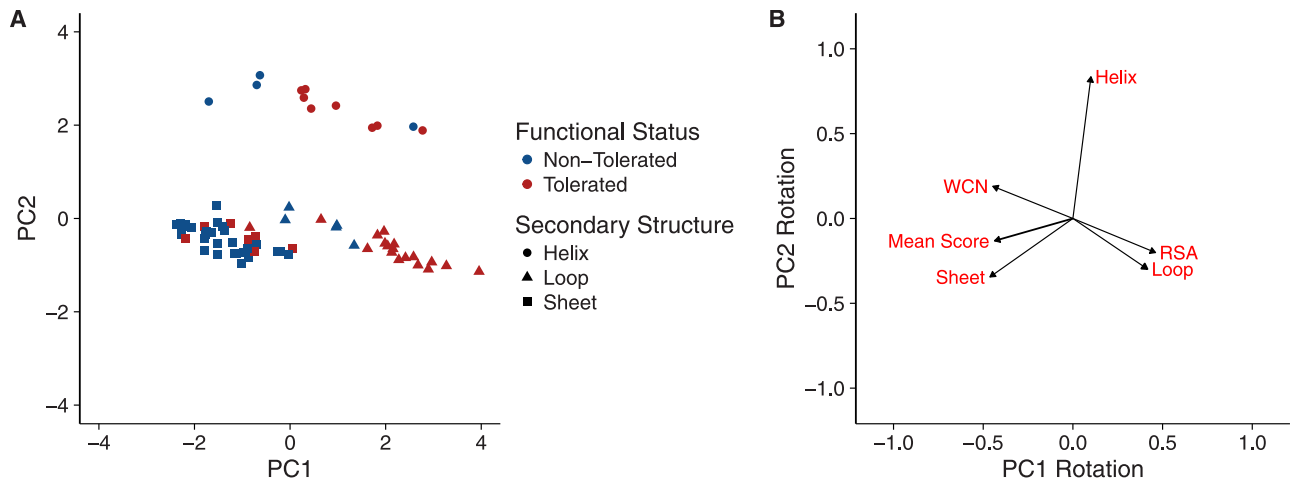 A
4
2
0
−2
−4
PC2
−4
−2
0
2
4
PC1
Functional Status
Non−Tolerated
Tolerated
Secondary Structure
Helix
Loop
Sheet
B
1.0
0.5
0.0
−0.5
−1.0
PC2 Rotation
Helix
WCN
Mean Score
Sheet
RSA
Loop
−1.0
−0.5
0.0
0.5
1.0
PC1 Rotation